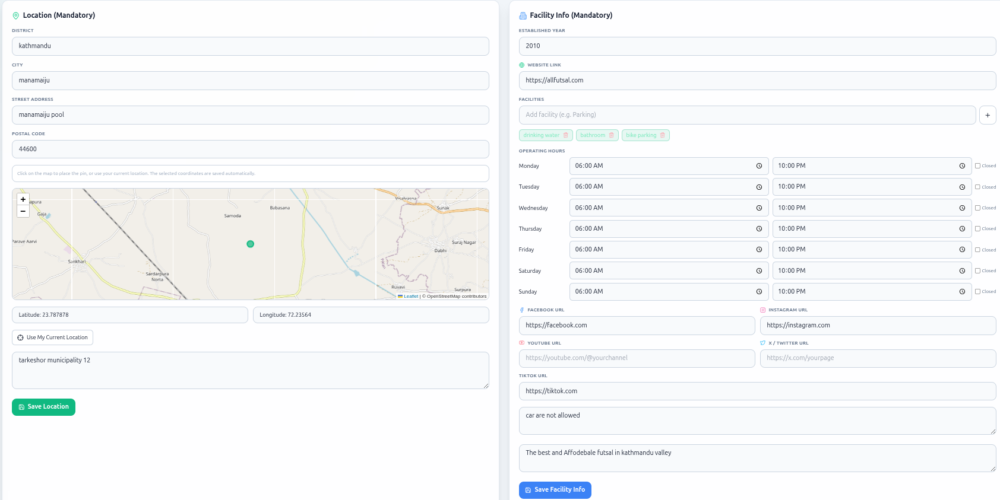 Location (Mandatory)
DISTRICT
kathmandu
CITY
manamaiju
STREET ADDRESS
manamaiju pool
POSTAL CODE
44600
Click on the map to place the pin, or use your current location. The selected coordinates are saved automatically.
+
−
apura
Gaja
Parave Aarvi
Sankhari
Sardarpura
Norta
Samoda
Babasana
Visalvasna
Sunak
Suraj Nagar
Dabhi
Patan
Ruvavi
Surpura
Leaflet | © OpenStreetMap contributors
Latitude: 23.787878
Longitude: 72.23564
Use My Current Location
tarkeshor municipality 12
Save Location
Facility Info (Mandatory)
ESTABLISHED YEAR
2010
WEBSITE LINK
https://allfutsal.com
FACILITIES
Add facility (e.g. Parking) +
drinking water bathroom bike parking
OPERATING HOURS
Monday 06:00 AM 10:00 PM Closed
Tuesday 06:00 AM 10:00 PM Closed
Wednesday 06:00 AM 10:00 PM Closed
Thursday 06:00 AM 10:00 PM Closed
Friday 06:00 AM 10:00 PM Closed
Saturday 06:00 AM 10:00 PM Closed
Sunday 06:00 AM 10:00 PM Closed
FACEBOOK URL
https://facebook.com
INSTAGRAM URL
https://instagram.com
YOUTUBE URL
https://youtube.com/@yourchannel
X / TWITTER URL
https://x.com/yourpage
TIKTOK URL
https://tiktok.com
car are not allowed
The best and Affodebale futsal in kathmandu valley
Save Facility Info